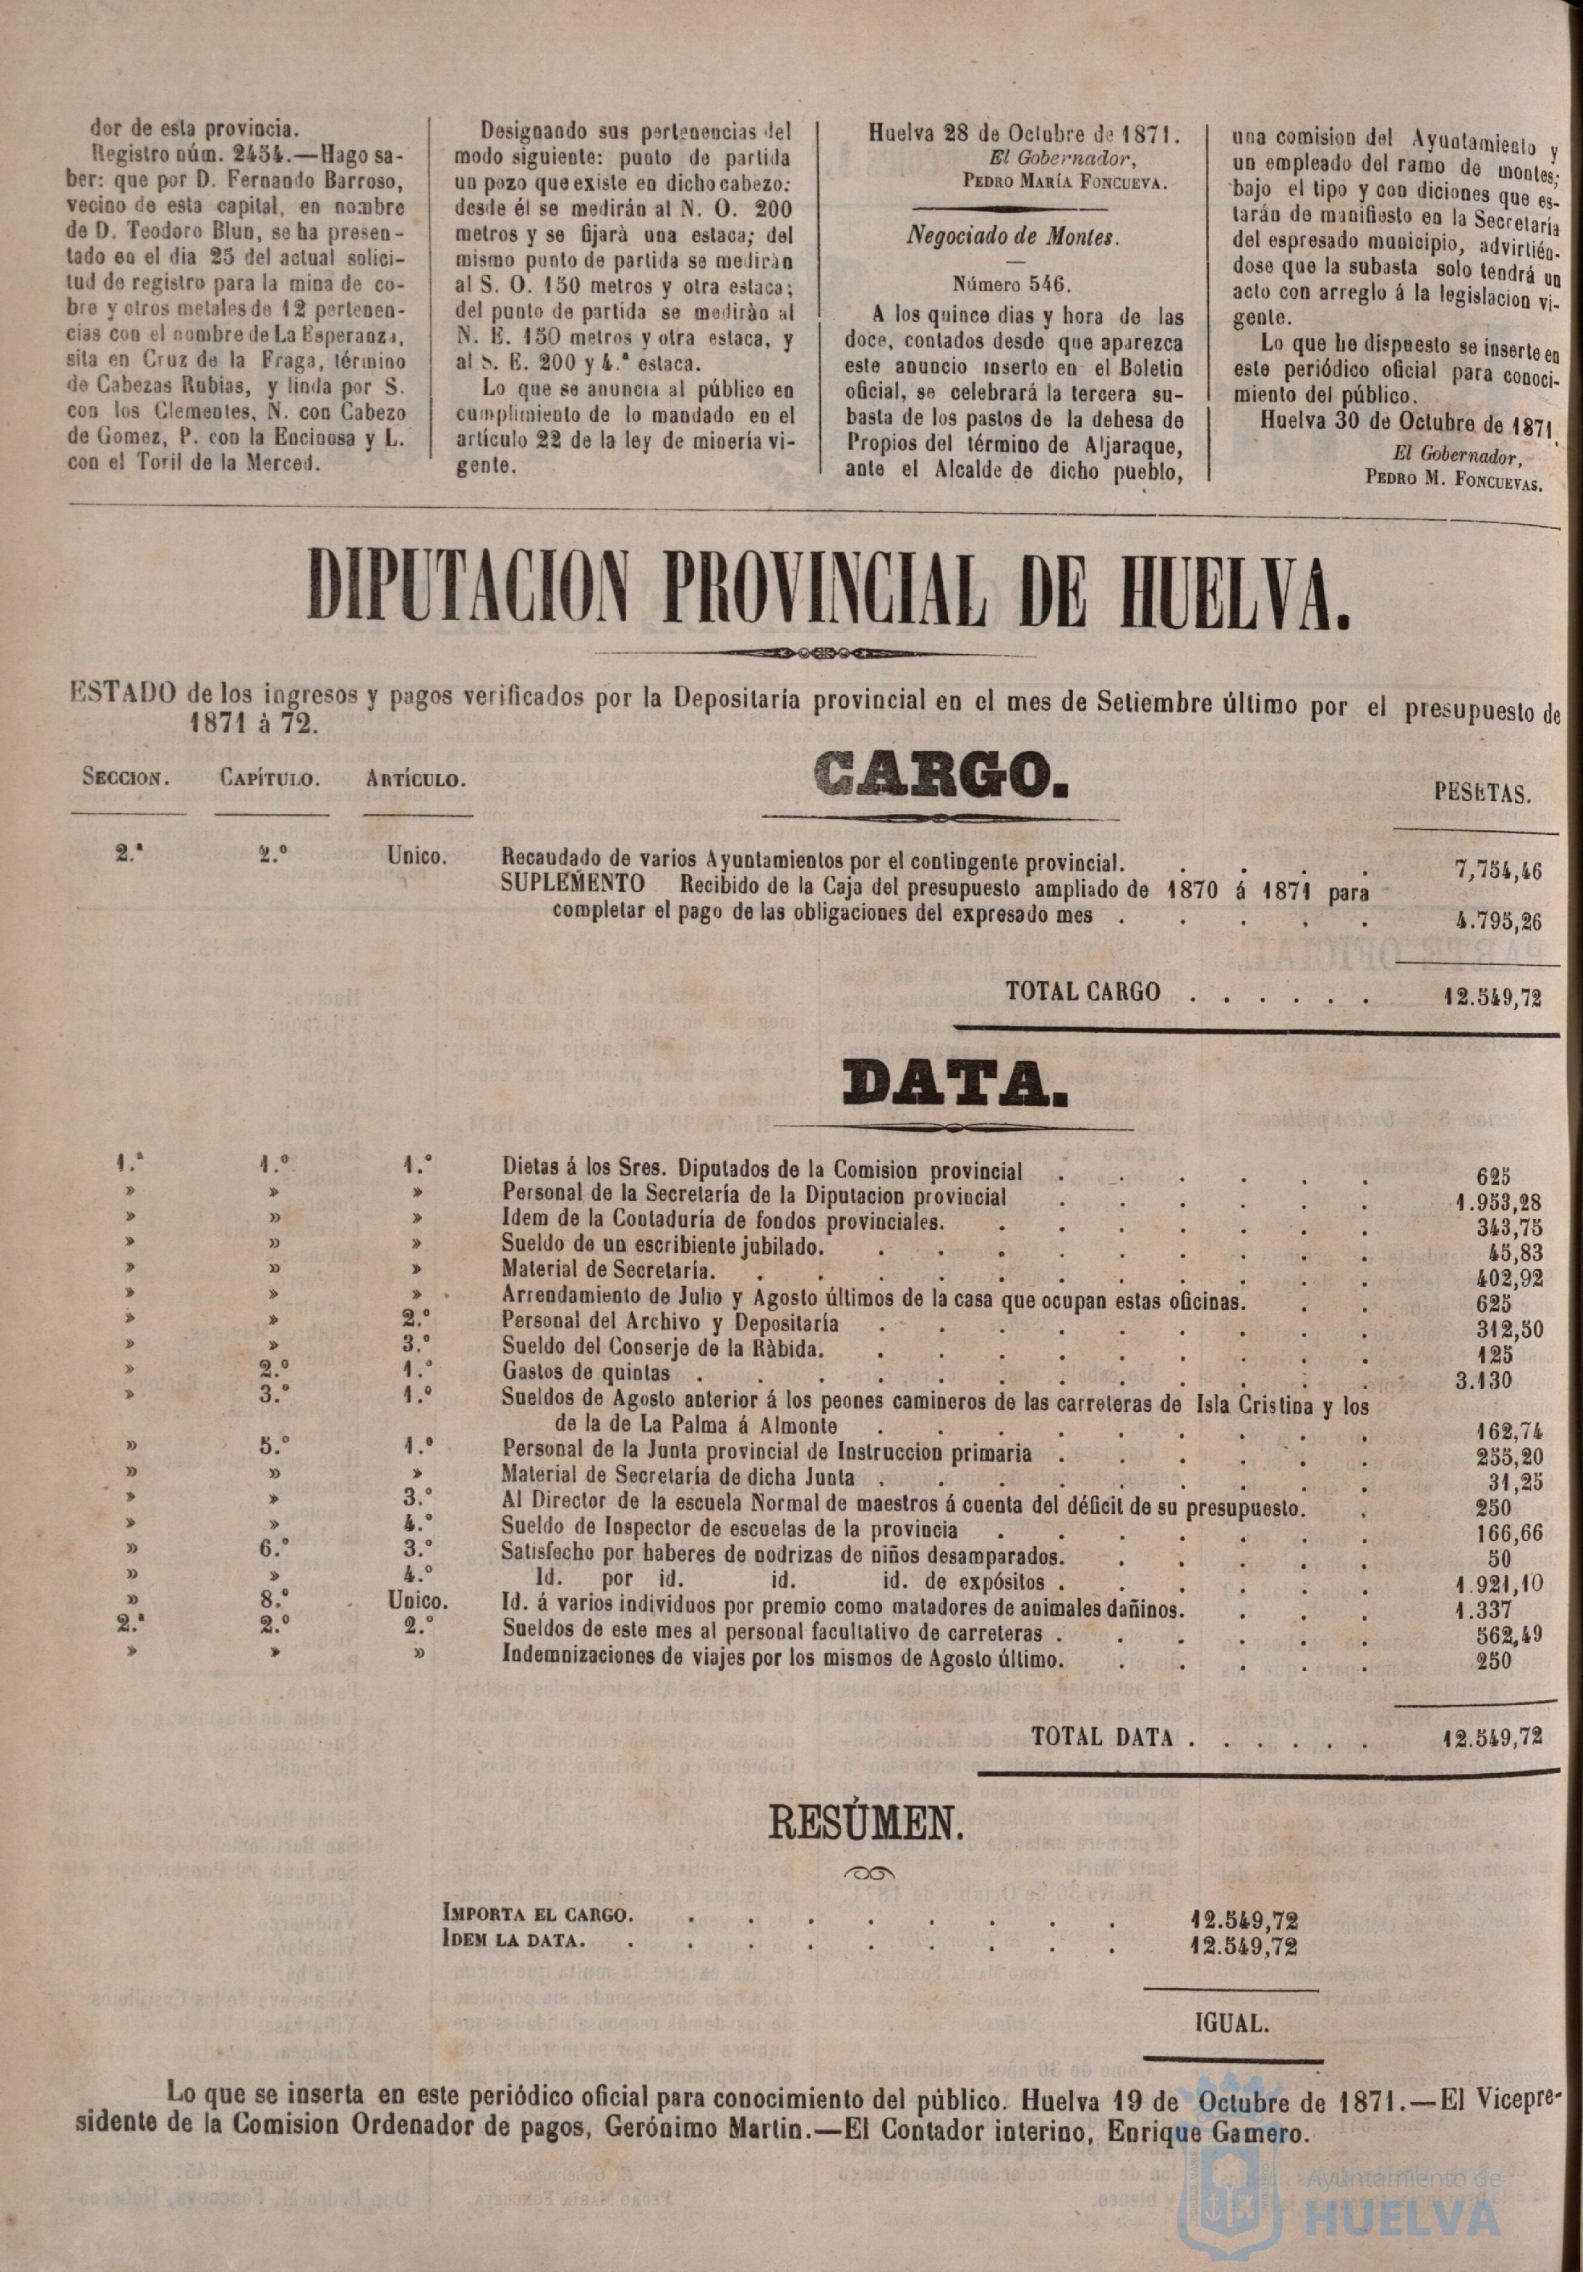 dor de esta provincia.
Registro núm. 2454.—Hago sa-
ber: que por D. Fernando Barroso,
vecino de esta capital, en nombre
de D. Teodoro Blun, se ha presen-
tado en el dia 25 del actual solici-
tud de registro para la mina de co-
bre y otros metales de 12 pertenen-
cias con el nombre de La Esperanza,
sita en Cruz de la Fraga, término
de Cabezas Rubias, y linda por S.
con los Clementes, N. con Cabezo
de Gomez, P. con la Encinosa y L.
con el Toril de la Merced.
Designando sus pertenencias del
modo siguiente: punto de partida
un pozo que existe en dicho cabezo:
desde él se medirán al N. O. 200
metros y se fijarà una estaca; del
mismo punto de partida se mediràn
al S. O. 150 metros y otra estaca;
del punto de partida se mediràn al
N. E. 150 metros y otra estaca, y
al S. E. 200 y 4.ª estaca.
Lo que se anuncia al público en
cumplimiento de lo mandado en el
artículo 22 de la ley de minería vi-
gente.
Huelva 28 de Octubre de 1871.
El Gobernador,
PEDRO MARÍA FONCUEVA.
Negociado de Montes.
Número 546.
A los quince dias y hora de las
doce, contados desde que aparezca
este anuncio inserto en el Boletin
oficial, se celebrará la tercera su-
basta de los pastos de la dehesa de
Propios del término de Aljaraque,
ante el Alcalde de dicho pueblo,
una comision del Ayuntamiento y
un empleado del ramo de montes;
bajo el tipo y con diciones que es-
tarán de manifiesto en la Secretaría
del espresado municipio, advirtién-
dose que la subasta solo tendrá un
acto con arreglo á la legislacion vi-
gente.
Lo que he dispuesto se inserte en
este periódico oficial para conoci-
miento del público.
Huelva 30 de Octubre de 1871.
El Gobernador,
PEDRO M. FONCUEVAS.
DIPUTACION PROVINCIAL DE HUELVA.
ESTADO de los ingresos y pagos verificados por la Depositaría provincial en el mes de Setiembre último por el presupuesto de
1871 à 72.
CARGO.
SECCION. CAPÍTULO. ARTÍCULO. PESETAS.
2.ª 2.º Unico. Recaudado de varios Ayuntamientos por el contingente provincial. . . . . 7,754,46
SUPLEMENTO Recibido de la Caja del presupuesto ampliado de 1870 á 1871 para
completar el pago de las obligaciones del expresado mes . . . . . 4.795,26
TOTAL CARGO . . . . . . 12.549,72
DATA.
1.ª 1.º 1.º Dietas á los Sres. Diputados de la Comision provincial . . . . . . 625
» » » Personal de la Secretaría de la Diputacion provincial . . . . . . 1.953,28
» » » Idem de la Contaduría de fondos provinciales. . . . . . . . 343,75
» » » Sueldo de un escribiente jubilado. . . . . . . . . . 45,83
» » » Material de Secretaría. . . . . . . . . . . . 402,92
» » » Arrendamiento de Julio y Agosto últimos de la casa que ocupan estas oficinas. . . 625
» » 2.º Personal del Archivo y Depositaría . . . . . . . . . 312,50
» » 3.º Sueldo del Conserje de la Ràbida. . . . . . . . . . 125
» 2.º 1.º Gastos de quintas . . . . . . . . . . . . 3.130
» 3.º 1.º Sueldos de Agosto anterior á los peones camineros de las carreteras de Isla Cristina y los
de la de La Palma á Almonte . . . . . . . . . 162,74
» 5.º 1.º Personal de la Junta provincial de Instruccion primaria . . . . . . 255,20
» » » Material de Secretaría de dicha Junta . . . . . . . . . 31,25
» » 3.º Al Director de la escuela Normal de maestros á cuenta del déficit de su presupuesto. . 250
» » 4.º Sueldo de Inspector de escuelas de la provincia . . . . . . . 166,66
» 6.º 3.º Satisfecho por haberes de nodrizas de niños desamparados. . . . . . 50
» » 4.º Id. por id. id. id. de expósitos . . . . . . 1.921,10
» 8.º Unico. Id. á varios individuos por premio como matadores de animales dañinos. . . . 1.337
2.ª 2.º 2.º Sueldos de este mes al personal facultativo de carreteras . . . . . . 562,49
» » » Indemnizaciones de viajes por los mismos de Agosto último. . . . . . 250
TOTAL DATA . . . . . . 12.549,72
RESÚMEN.
IMPORTA EL CARGO. . . . . . . . . 12.549,72
IDEM LA DATA. . . . . . . . . . 12.549,72
IGUAL.
Lo que se inserta en este periódico oficial para conocimiento del público. Huelva 19 de Octubre de 1871.—El Vicepre-
sidente de la Comision Ordenador de pagos, Gerónimo Martin.—El Contador interino, Enrique Gamero.
Ayuntamiento de
HUELVA